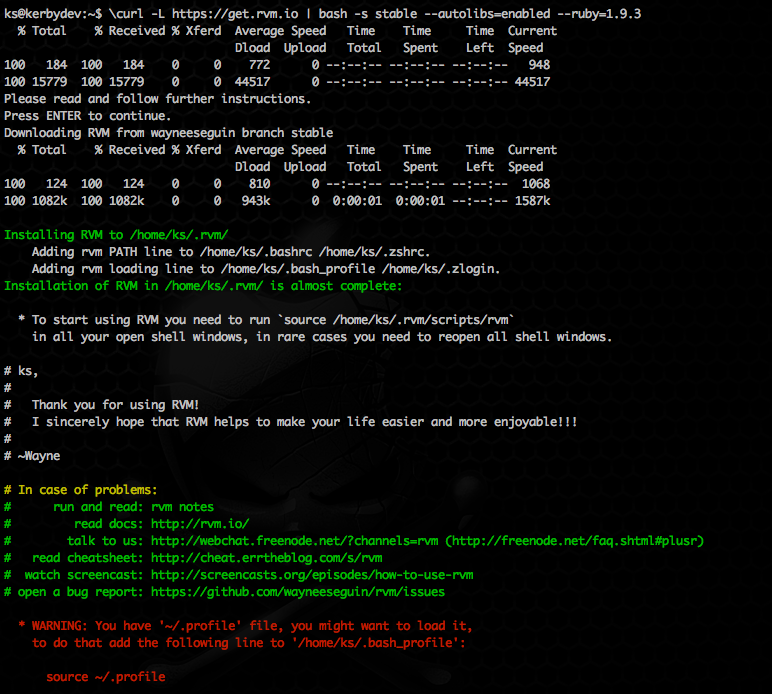 ks@kerbydev:~$ \curl -L https://get.rvm.io | bash -s stable --autolibs=enabled --ruby=1.9.3
  % Total    % Received % Xferd  Average Speed   Time    Time     Time  Current
                                 Dload  Upload   Total   Spent    Left  Speed
100   184  100   184    0     0    772      0 --:--:-- --:--:-- --:--:--   948
100 15779  100 15779    0     0  44517      0 --:--:-- --:--:-- --:--:-- 44517
Please read and follow further instructions.
Press ENTER to continue.
Downloading RVM from wayneeseguin branch stable
  % Total    % Received % Xferd  Average Speed   Time    Time     Time  Current
                                 Dload  Upload   Total   Spent    Left  Speed
100   124  100   124    0     0    810      0 --:--:-- --:--:-- --:--:--  1068
100 1082k  100 1082k    0     0   943k      0  0:00:01  0:00:01 --:--:-- 1587k
Installing RVM to /home/ks/.rvm/
    Adding rvm PATH line to /home/ks/.bashrc /home/ks/.zshrc.
    Adding rvm loading line to /home/ks/.bash_profile /home/ks/.zlogin.
Installation of RVM in /home/ks/.rvm/ is almost complete:
  * To start using RVM you need to run `source /home/ks/.rvm/scripts/rvm`
    in all your open shell windows, in rare cases you need to reopen all shell windows.
# ks,
#
#   Thank you for using RVM!
#   I sincerely hope that RVM helps to make your life easier and more enjoyable!!!
#
# ~Wayne
# In case of problems:
#      run and read: rvm notes
#         read docs: http://rvm.io/
#        talk to us: http://webchat.freenode.net/?channels=rvm (http://freenode.net/faq.shtml#plusr)
#   read cheatsheet: http://cheat.errtheblog.com/s/rvm
#  watch screencast: http://screencasts.org/episodes/how-to-use-rvm
# open a bug report: https://github.com/wayneeseguin/rvm/issues
  * WARNING: You have '~/.profile' file, you might want to load it,
    to do that add the following line to '/home/ks/.bash_profile':
      source ~/.profile